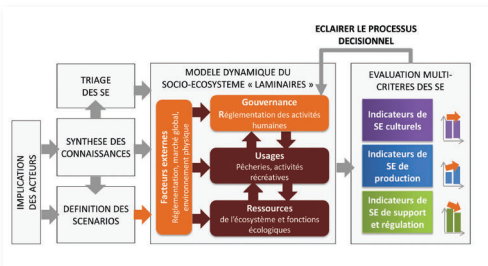 ECLAIRER LE PROCESSUS
DECISIONNEL
IMPLICATION
DES ACTEURS
TRIAGE
DES SE
SYNTHESE DES
CONNAISSANCES
DEFINITION DES
SCENARIOS
MODELE DYNAMIQUE DU
SOCIO-ECOSYSTEME « LAMINAIRES »
Facteurs externes
Réglementation, marché global,
environnement physique
Gouvernance
Règlementation des activités
humaines
Usages
Pêcheries, activités
récréatives
Ressources
de l'écosystème et fonctions
écologiques
EVALUATION MULTI-
CRITERES DES SE
Indicateurs de
SE culturels
Indicateurs de
SE de
production
Indicateurs de
SE de support
et régulation